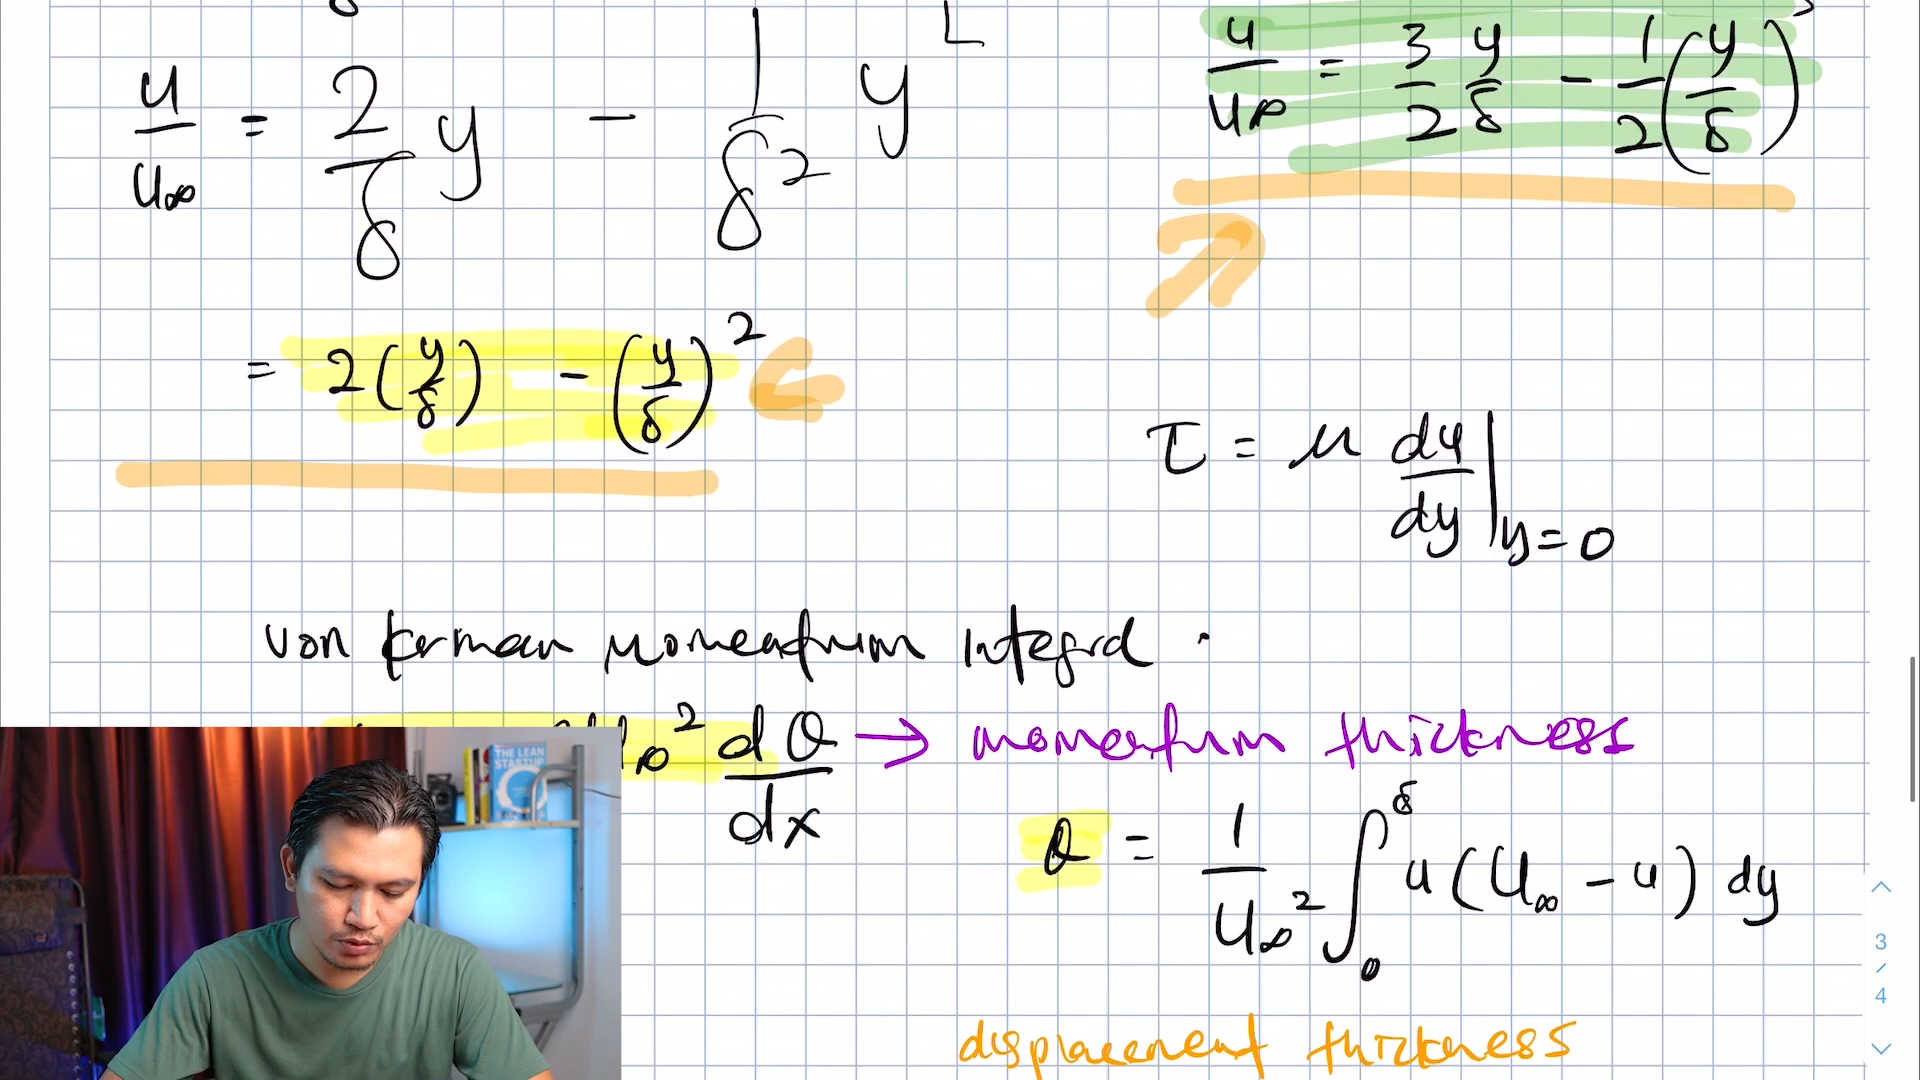 u/u∞ = 2/δ y - 1/δ² y²
u/u∞ = 3/2 y/δ - 1/2 (y/δ)³
= 2(y/δ) - (y/δ)²
τ = μ du/dy |y=0
von karman momentum integral :
u∞² dθ/dx → momentum thickness
θ = 1/u∞² ∫₀^δ u(u∞ - u) dy
displacement thickness
THE LEAN
STARTUP
3
/
4